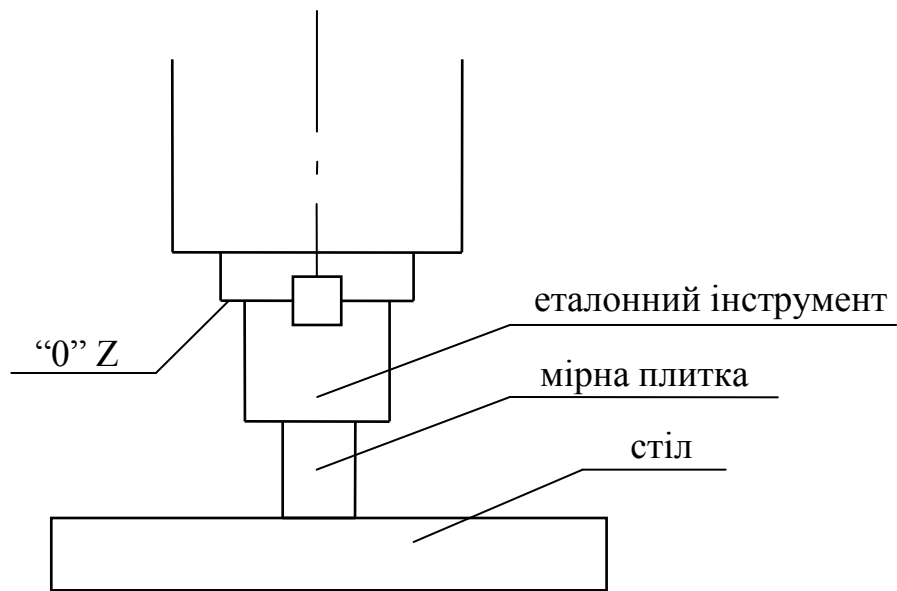 еталонний інструмент
“0” Z
мірна плитка
стіл